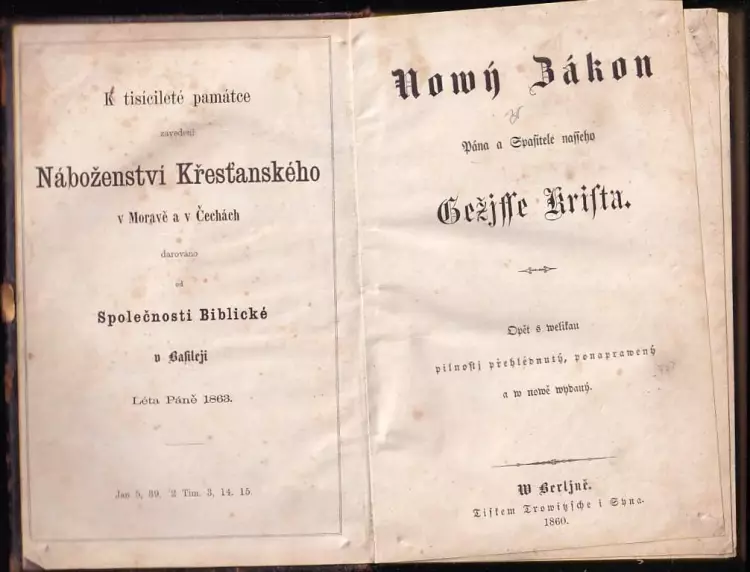 K tisícileté památce
zavedení
Náboženství Křesťanského
v Moravě a v Čechách
darováno
od
Společnosti Biblické
v Basileji
Léta Páně 1863.
Jan 5, 39. 2 Tim. 3, 14. 15.
Nowý Zákon
Pána a Spasitele nasseho
Gežjsse Krista.
Opět s welikau
pilnostj přehlédnutý, ponaprawený
a w nowě wydaný.
W Berljně.
Tiskem Trowitzsche i Syna.
1860.